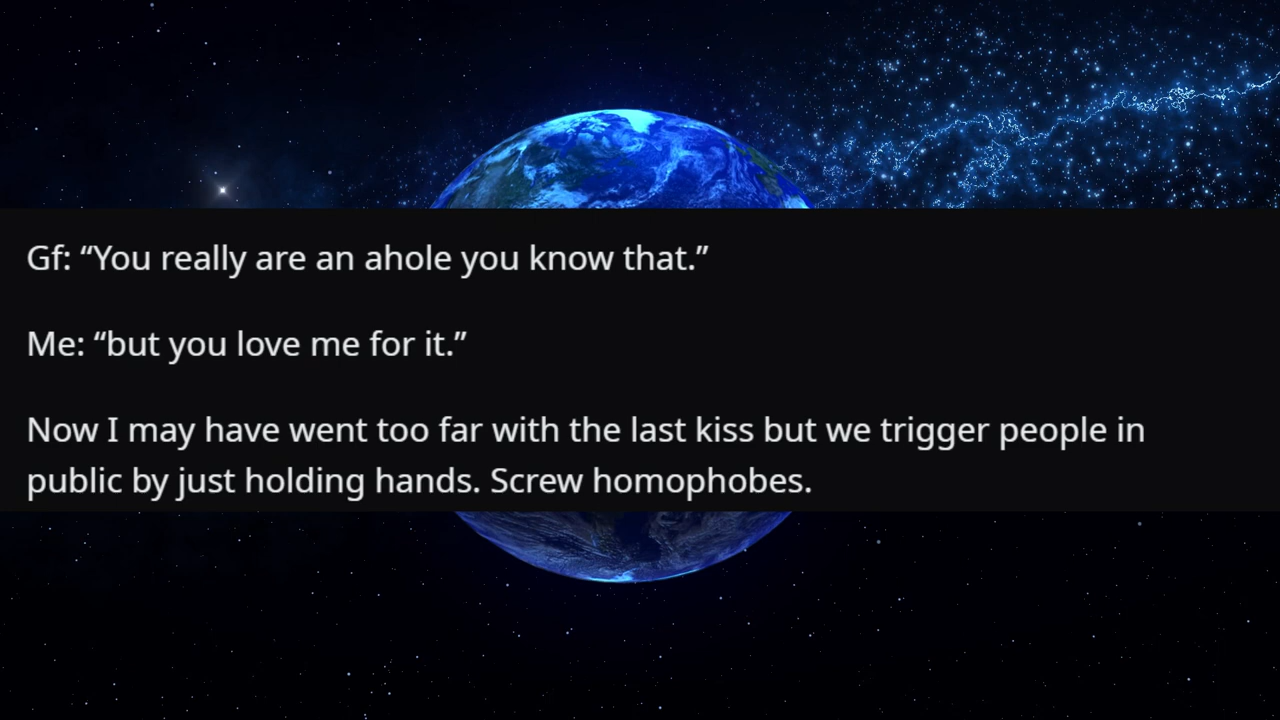 Gf: “You really are an ahole you know that.”
Me: “but you love me for it.”
Now I may have went too far with the last kiss but we trigger people in
public by just holding hands. Screw homophobes.